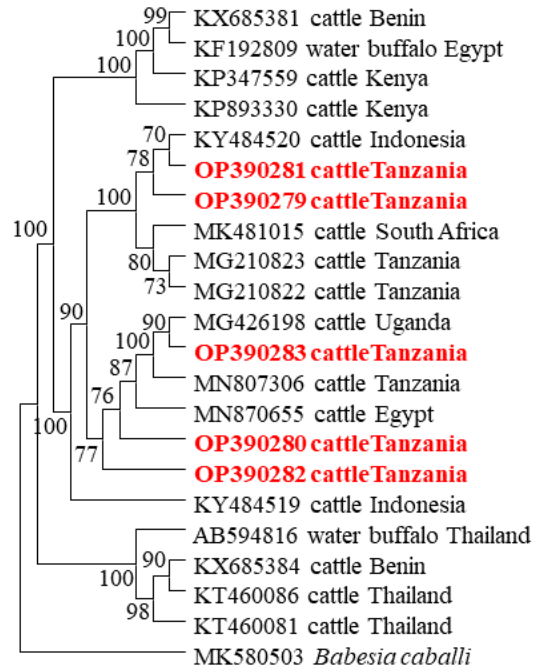 99 KX685381 cattle Benin
100 KF192809 water buffalo Egypt
100 KP347559 cattle Kenya
KP893330 cattle Kenya
70 KY484520 cattle Indonesia
78 OP390281 cattleTanzania
100 OP390279 cattleTanzania
100 MK481015 cattle South Africa
80 MG210823 cattle Tanzania
73 MG210822 cattle Tanzania
90 90 MG426198 cattle Uganda
100 OP390283 cattleTanzania
87 MN807306 cattle Tanzania
76 MN870655 cattle Egypt
100 OP390280 cattleTanzania
77 OP390282 cattleTanzania
KY484519 cattle Indonesia
AB594816 water buffalo Thailand
90 KX685384 cattle Benin
100 KT460086 cattle Thailand
98 KT460081 cattle Thailand
MK580503 Babesia caballi